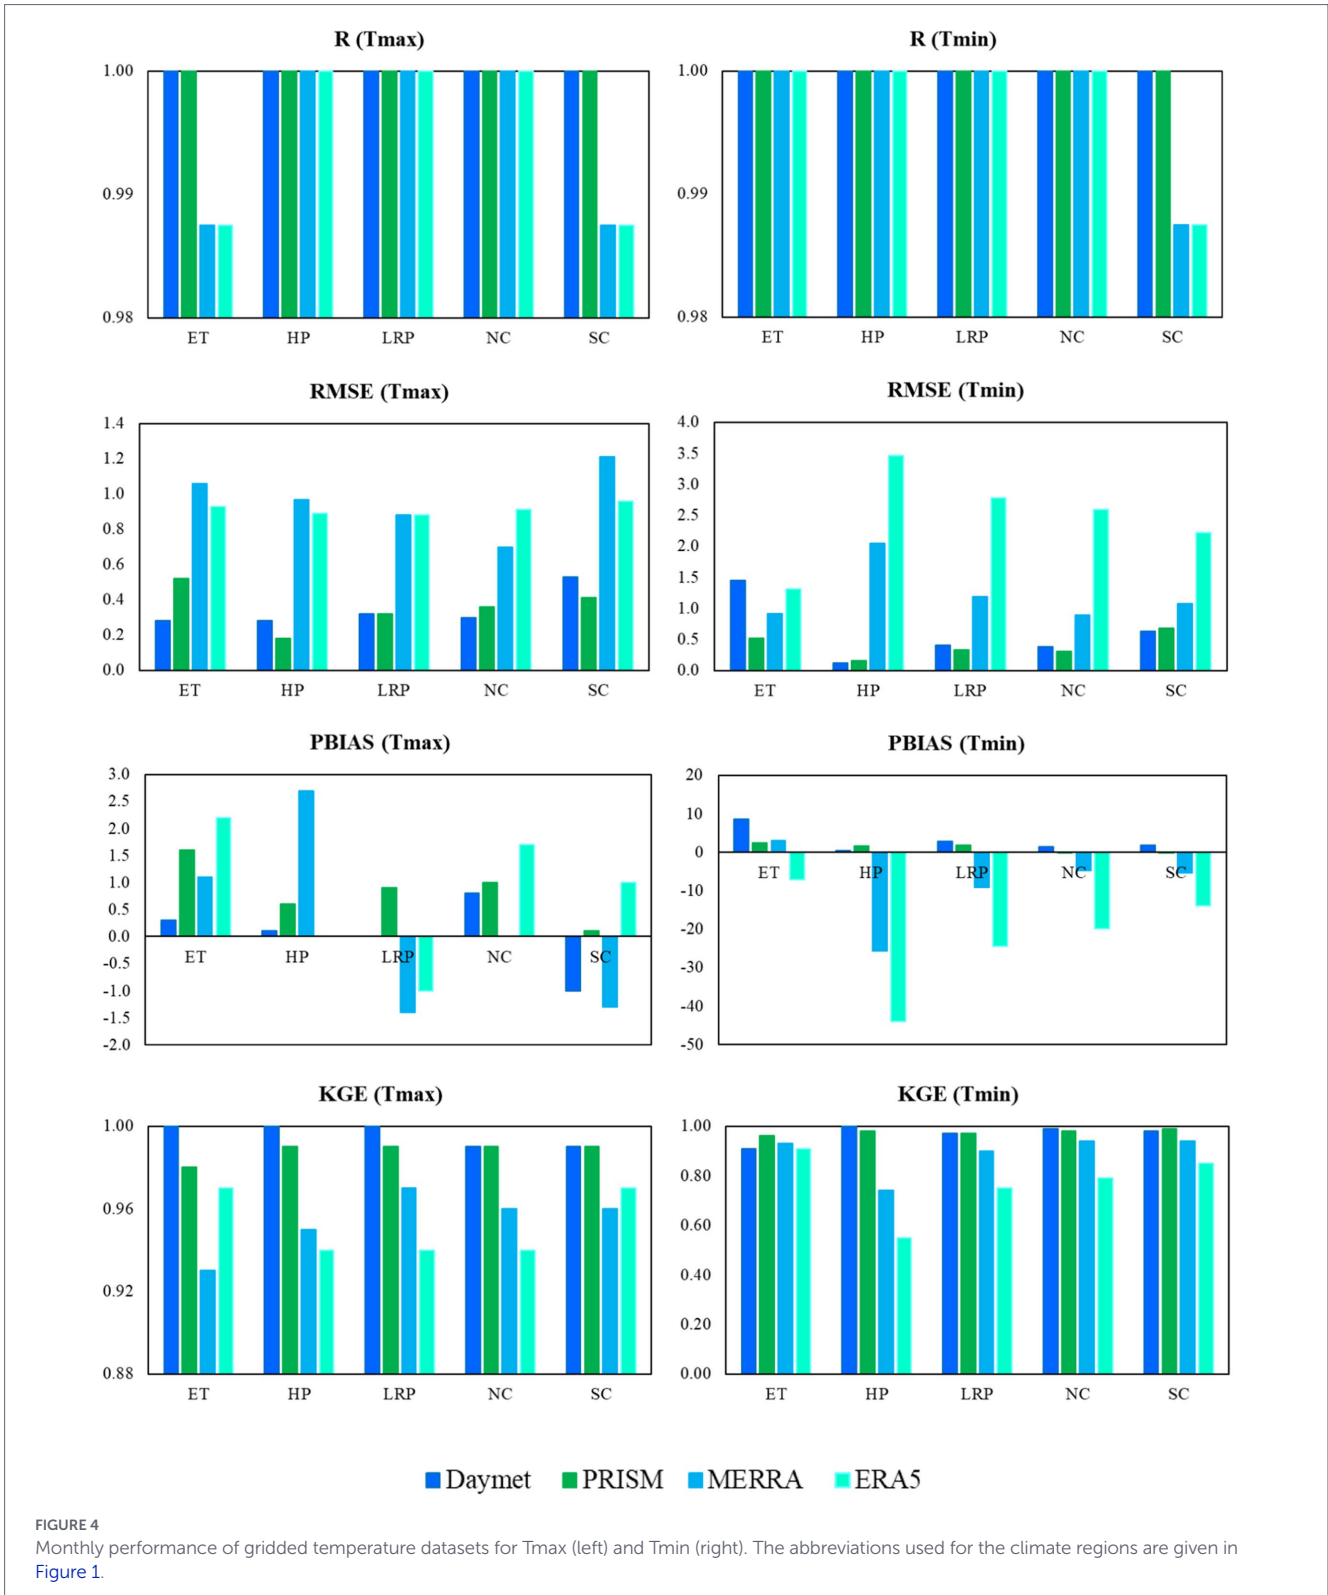 R (Tmax)
1.00
0.99
0.98
ET HP LRP NC SC
R (Tmin)
1.00
0.99
0.98
ET HP LRP NC SC
RMSE (Tmax)
1.4
1.2
1.0
0.8
0.6
0.4
0.2
0.0
ET HP LRP NC SC
RMSE (Tmin)
4.0
3.5
3.0
2.5
2.0
1.5
1.0
0.5
0.0
ET HP LRP NC SC
PBIAS (Tmax)
3.0
2.5
2.0
1.5
1.0
0.5
0.0
-0.5
-1.0
-1.5
-2.0
ET HP LRP NC SC
PBIAS (Tmin)
20
10
0
-10
-20
-30
-40
-50
ET HP LRP NC SC
KGE (Tmax)
1.00
0.96
0.92
0.88
ET HP LRP NC SC
KGE (Tmin)
1.00
0.80
0.60
0.40
0.20
0.00
ET HP LRP NC SC
Daymet PRISM MERRA ERA5
FIGURE 4
Monthly performance of gridded temperature datasets for Tmax (left) and Tmin (right). The abbreviations used for the climate regions are given in
Figure 1.